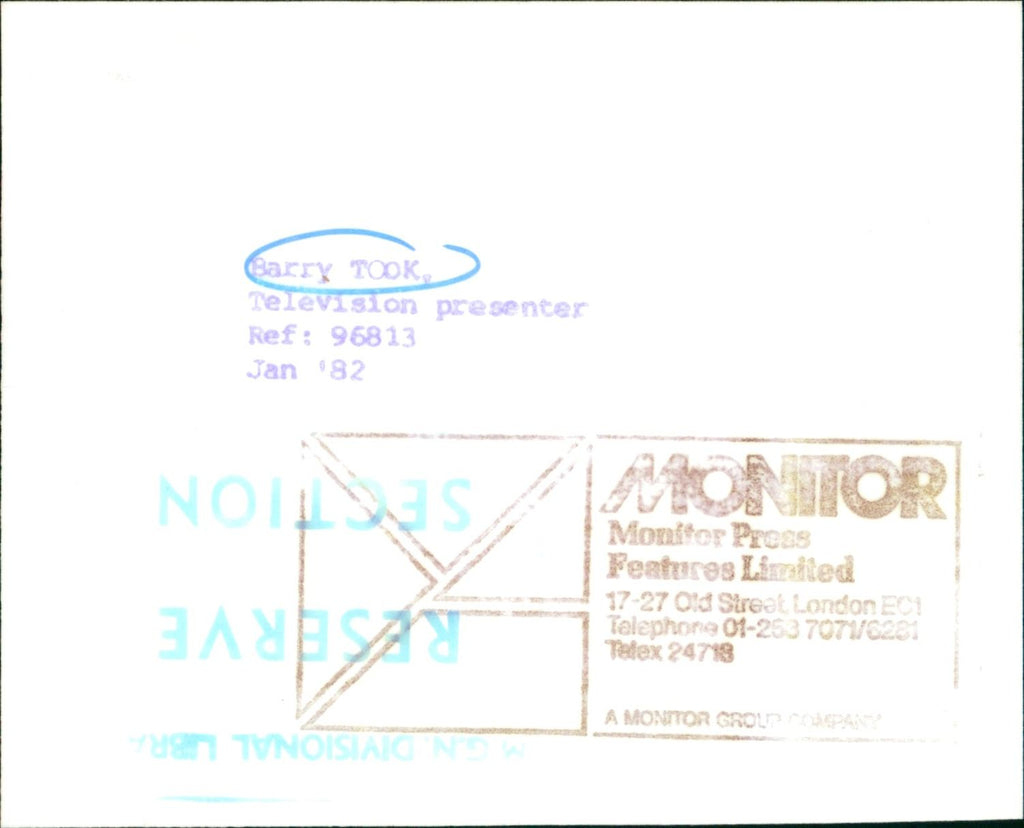 Barry TOOK,
Television presenter
Ref: 96813
Jan '82
MONITOR
Monitor Press
Features Limited
17-27 Old Street, London EC1
Telephone 01-253 7071/6281
Telex 24718
A MONITOR GROUP COMPANY
M.G.N. DIVISIONAL LIBRA
RESERVE
SECTION